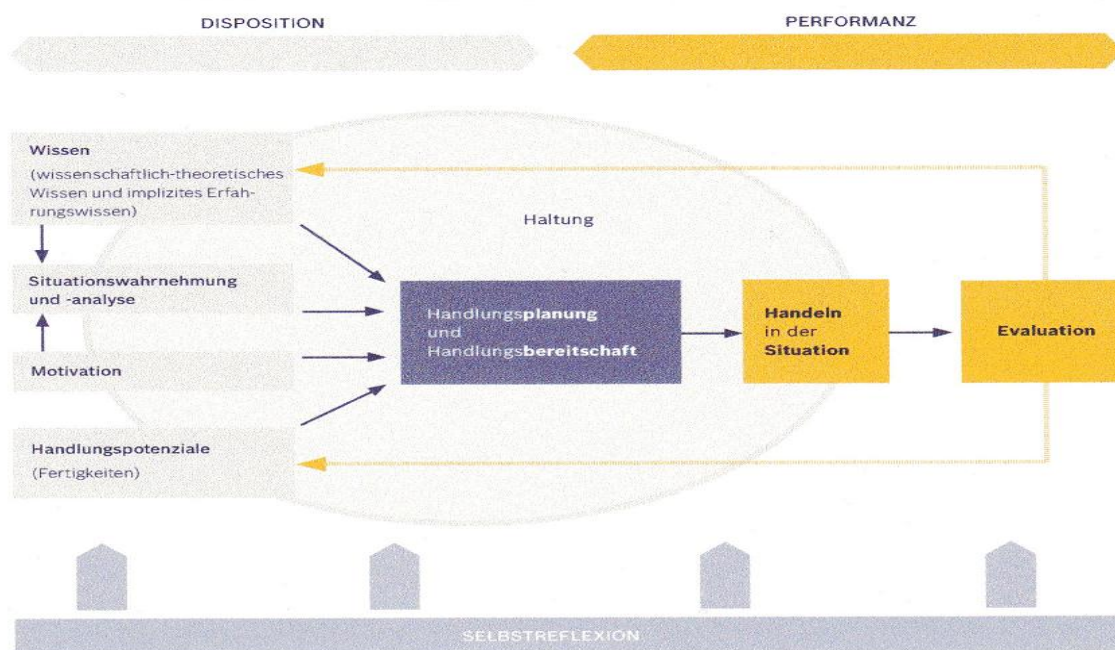 DISPOSITION
PERFORMANZ
Wissen
(wissenschaftlich-theoretisches
Wissen und implizites Erfah-
rungswissen)
Haltung
Situationswahrnehmung
und -analyse
Motivation
Handlungspotenziale
(Fertigkeiten)
Handlungsplanung
und
Handlungsbereitschaft
Handeln
in der
Situation
Evaluation
SELBSTREFLEXION